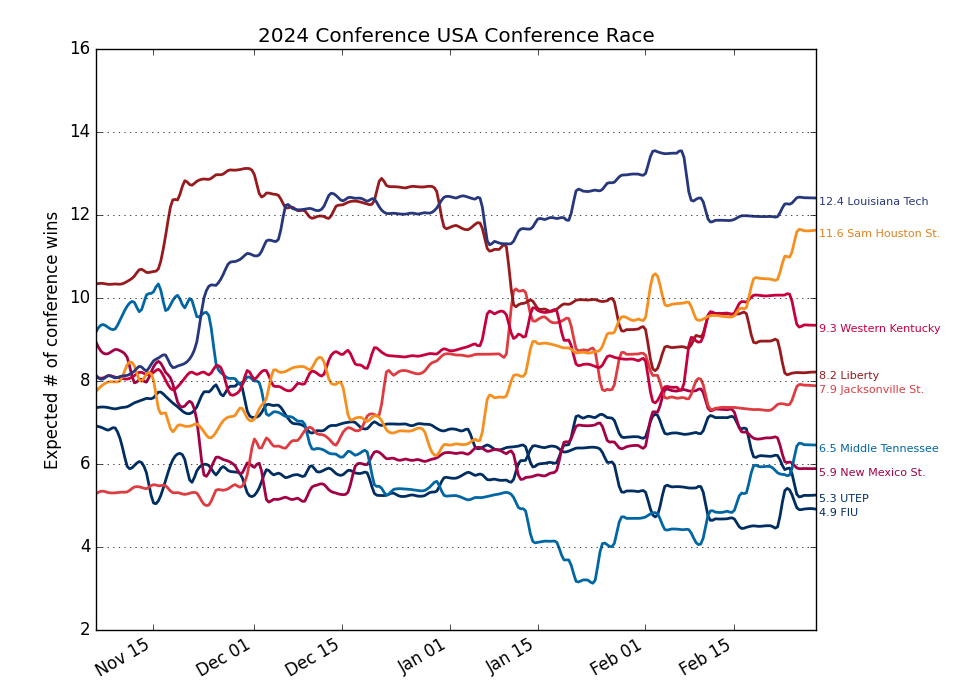 2024 Conference USA Conference Race
Expected # of conference wins
16
14
12
10
8
6
4
2
Nov 15
Dec 01
Dec 15
Jan 01
Jan 15
Feb 01
Feb 15
12.4 Louisiana Tech
11.6 Sam Houston St.
9.3 Western Kentucky
8.2 Liberty
7.9 Jacksonville St.
6.5 Middle Tennessee
5.9 New Mexico St.
5.3 UTEP
4.9 FIU